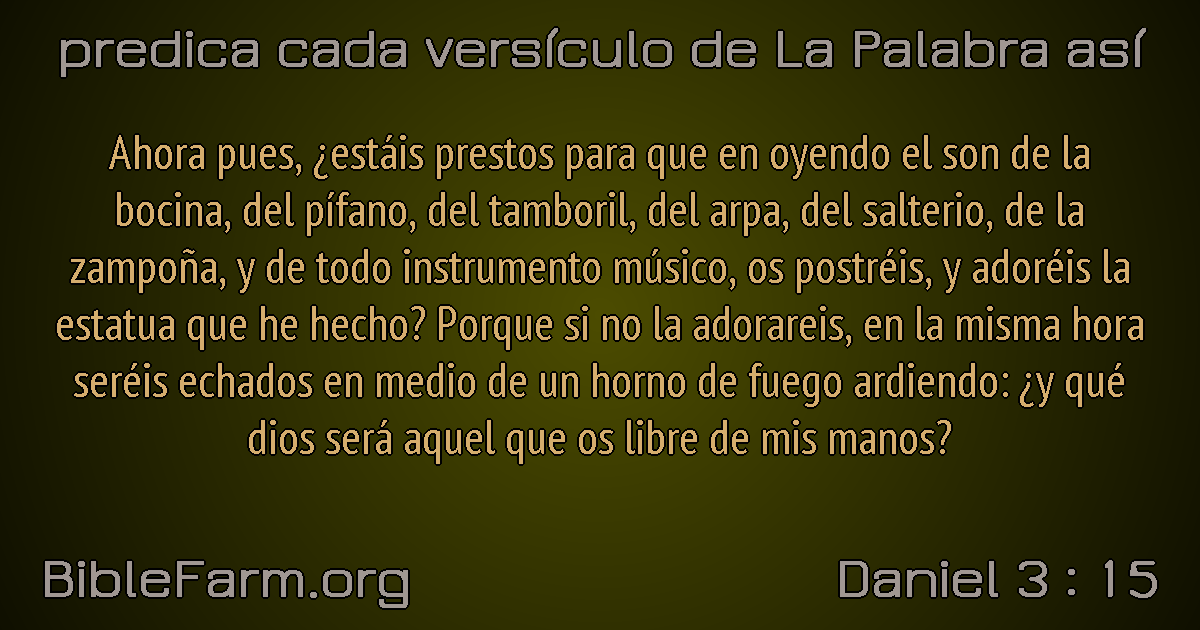 predica cada versículo de La Palabra así
Ahora pues, ¿estáis prestos para que en oyendo el son de la
bocina, del pífano, del tamboril, del arpa, del salterio, de la
zampoña, y de todo instrumento músico, os postréis, y adoréis la
estatua que he hecho? Porque si no la adorareis, en la misma hora
seréis echados en medio de un horno de fuego ardiendo: ¿y qué
dios será aquel que os libre de mis manos?
BibleFarm.org
Daniel 3 : 15